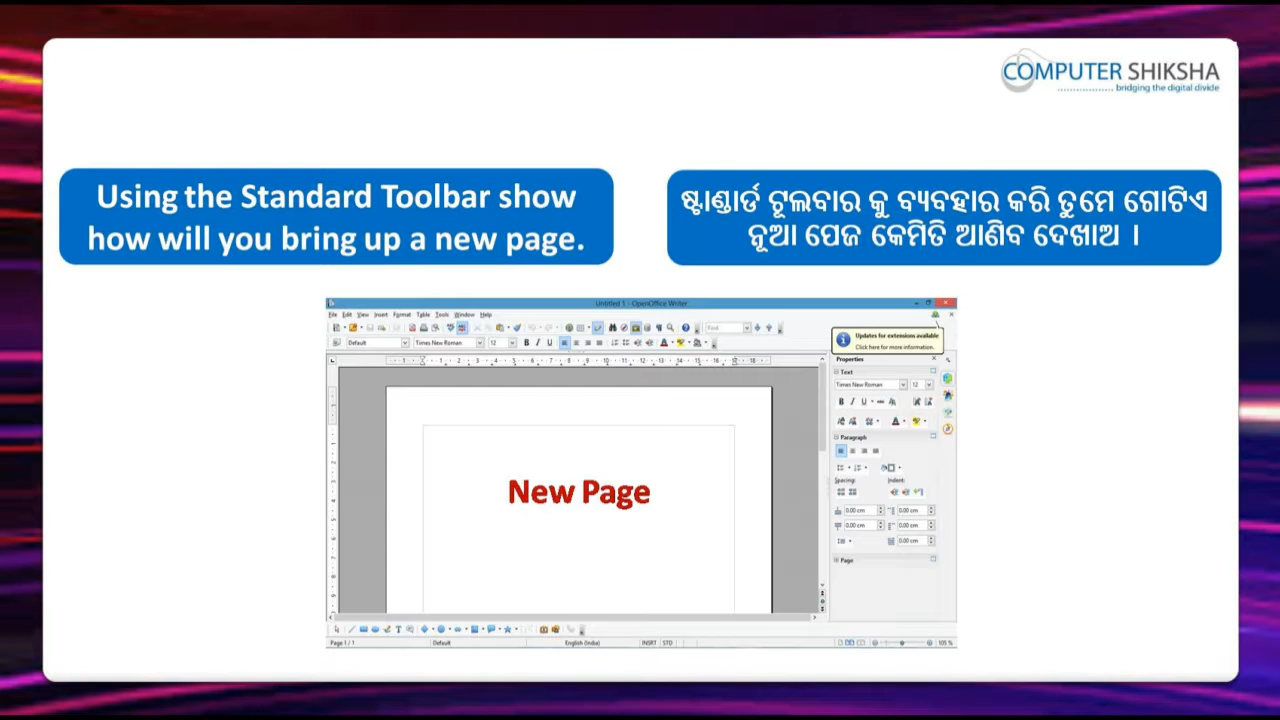 COMPUTER SHIKSHA
bridging the digital divide
Using the Standard Toolbar show
how will you bring up a new page.
ଷ୍ଟାଣ୍ଡାର୍ଡ ଟୂଲବାର କୁ ବ୍ୟବହାର କରି ତୁମେ ଗୋଟିଏ
ନୂଆ ପେଜ କେମିତି ଆଣିବ ଦେଖାଅ ।
Untitled 1 - OpenOffice Writer
File Edit View Insert Format Table Tools Window Help
Find
Updates for extensions available
Click here for more information.
Default Times New Roman 12
Properties
Text
Times New Roman 12
Paragraph
Spacing: Indent:
0.00 cm 0.00 cm
0.00 cm 0.00 cm
0.00 cm
Page
New Page
Page 1 / 1 Default English (India) INSRT STD 105 %